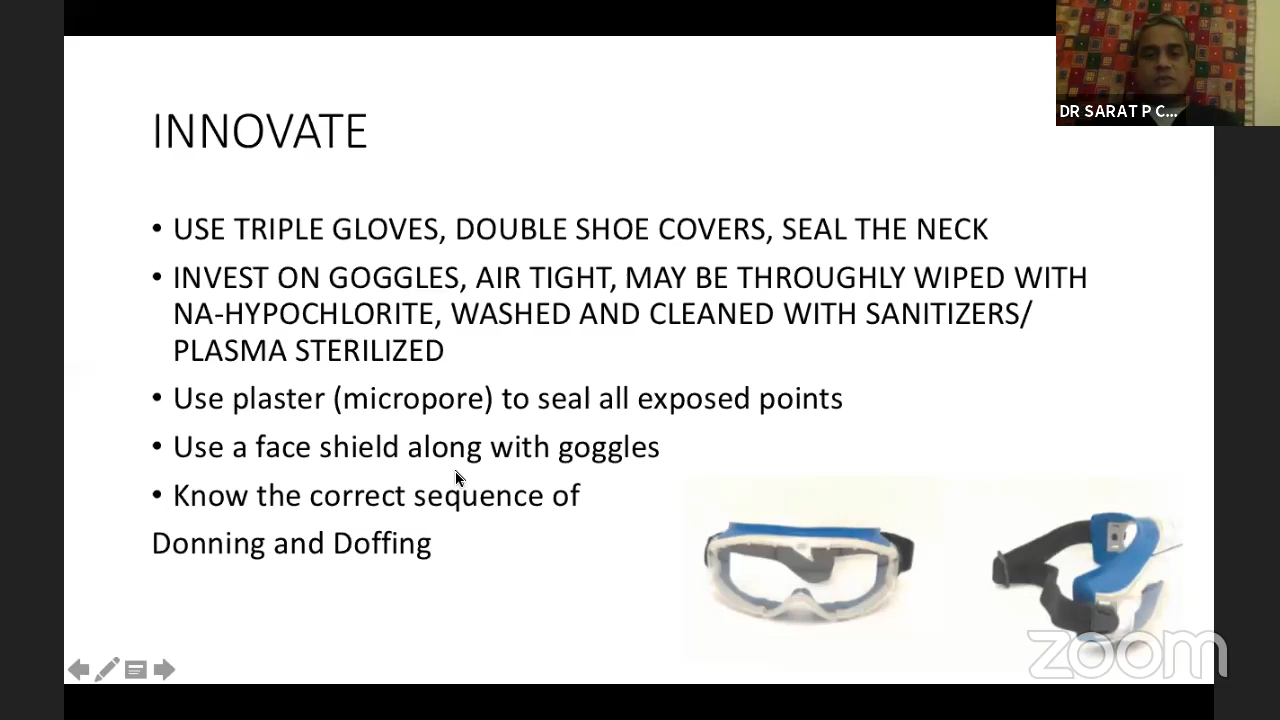 DR SARAT P C...
INNOVATE
• USE TRIPLE GLOVES, DOUBLE SHOE COVERS, SEAL THE NECK
• INVEST ON GOGGLES, AIR TIGHT, MAY BE THROUGHLY WIPED WITH
NA-HYPOCHLORITE, WASHED AND CLEANED WITH SANITIZERS/
PLASMA STERILIZED
• Use plaster (micropore) to seal all exposed points
• Use a face shield along with goggles
• Know the correct sequence of
Donning and Doffing
zoom